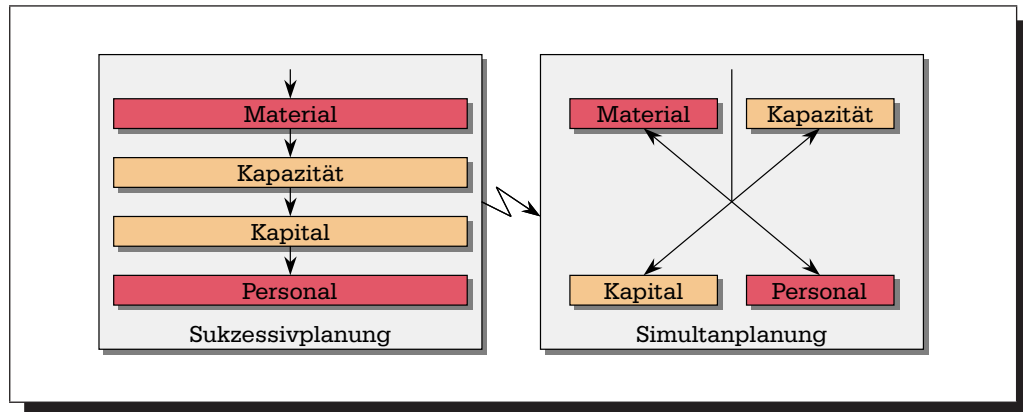 Material
Kapazität
Kapital
Personal
Sukzessivplanung
Material
Kapazität
Kapital
Personal
Simultanplanung